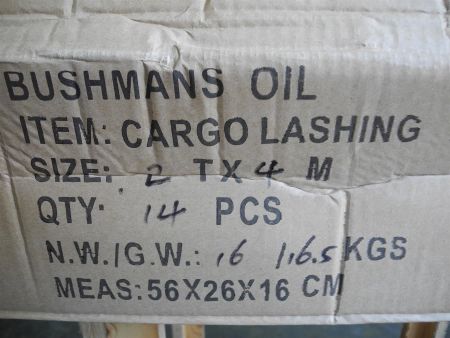 BUSHMANS OIL
ITEM: CARGO LASHING
SIZE: 2 T X 4 M
QTY: 14 PCS
N.W./G.W.: 16 / 16.5 KGS
MEAS: 56X26X16 CM